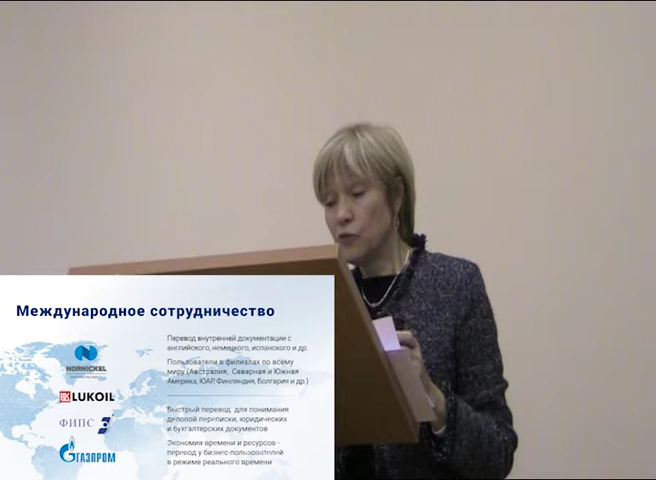 Международное сотрудничество
NORNICKEL
LUKOIL
ФИПС
ГАЗПРОМ
Перевод внутренней документации с
английского, немецкого, испанского и др.
Пользователи в филиалах по всему
миру (Австралия, Северная и Южная
Америка, ЮАР, Финляндия, Болгария и др.)
Быстрый перевод для понимания
деловой переписки, юридических
и бухгалтерских документов
Экономия времени и ресурсов -
перевод у бизнес-пользователей
в режиме реального времени